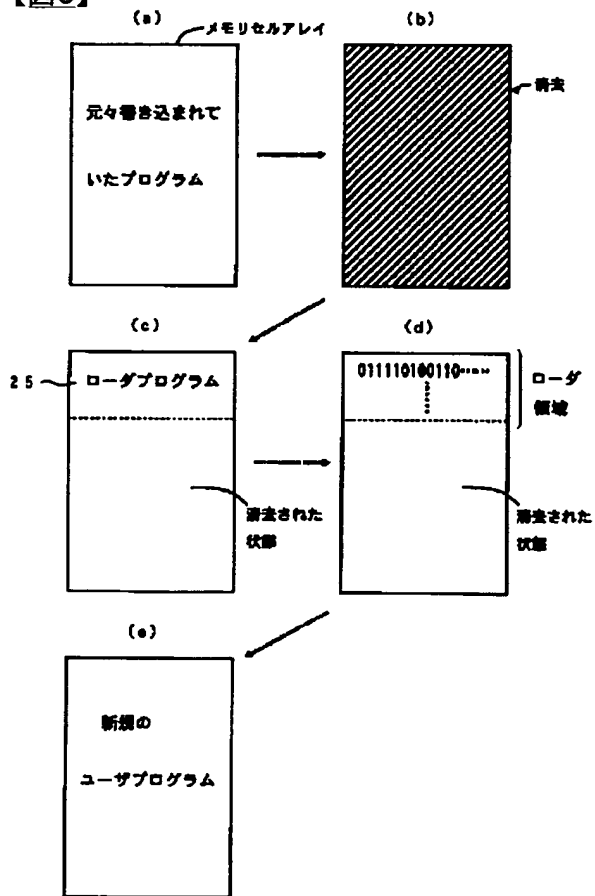 (a)
メモリセルアレイ
元々書き込まれて
いたプログラム
(b)
消去
(c)
25
ローダプログラム
消去された
状態
(d)
011110100110
ローダ
領域
消去された
状態
(e)
新規の
ユーザプログラム